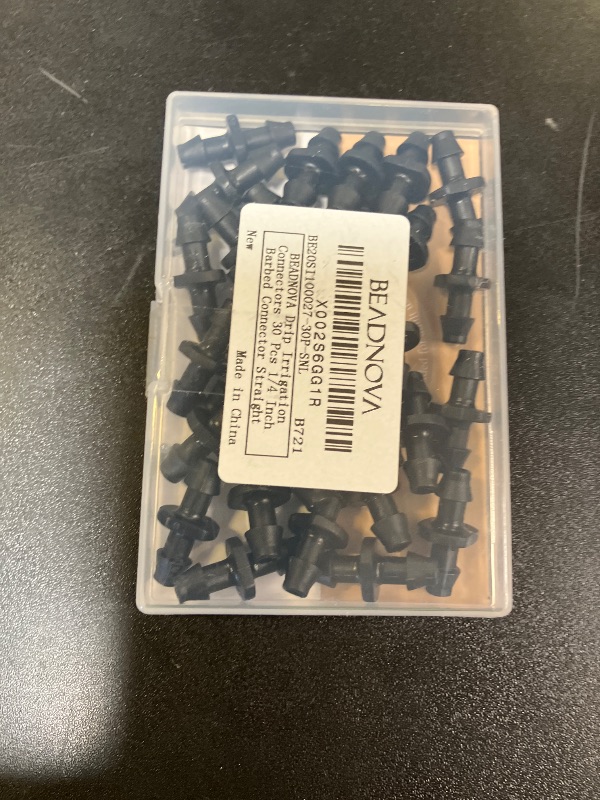 BEADNOVA
X002S6GG1R
BE20SI100027-30P-SNL B721
BEADNOVA Drip Irrigation
Connectors 30 Pcs 1/4 Inch
Barbed Connector Straight
New Made in China